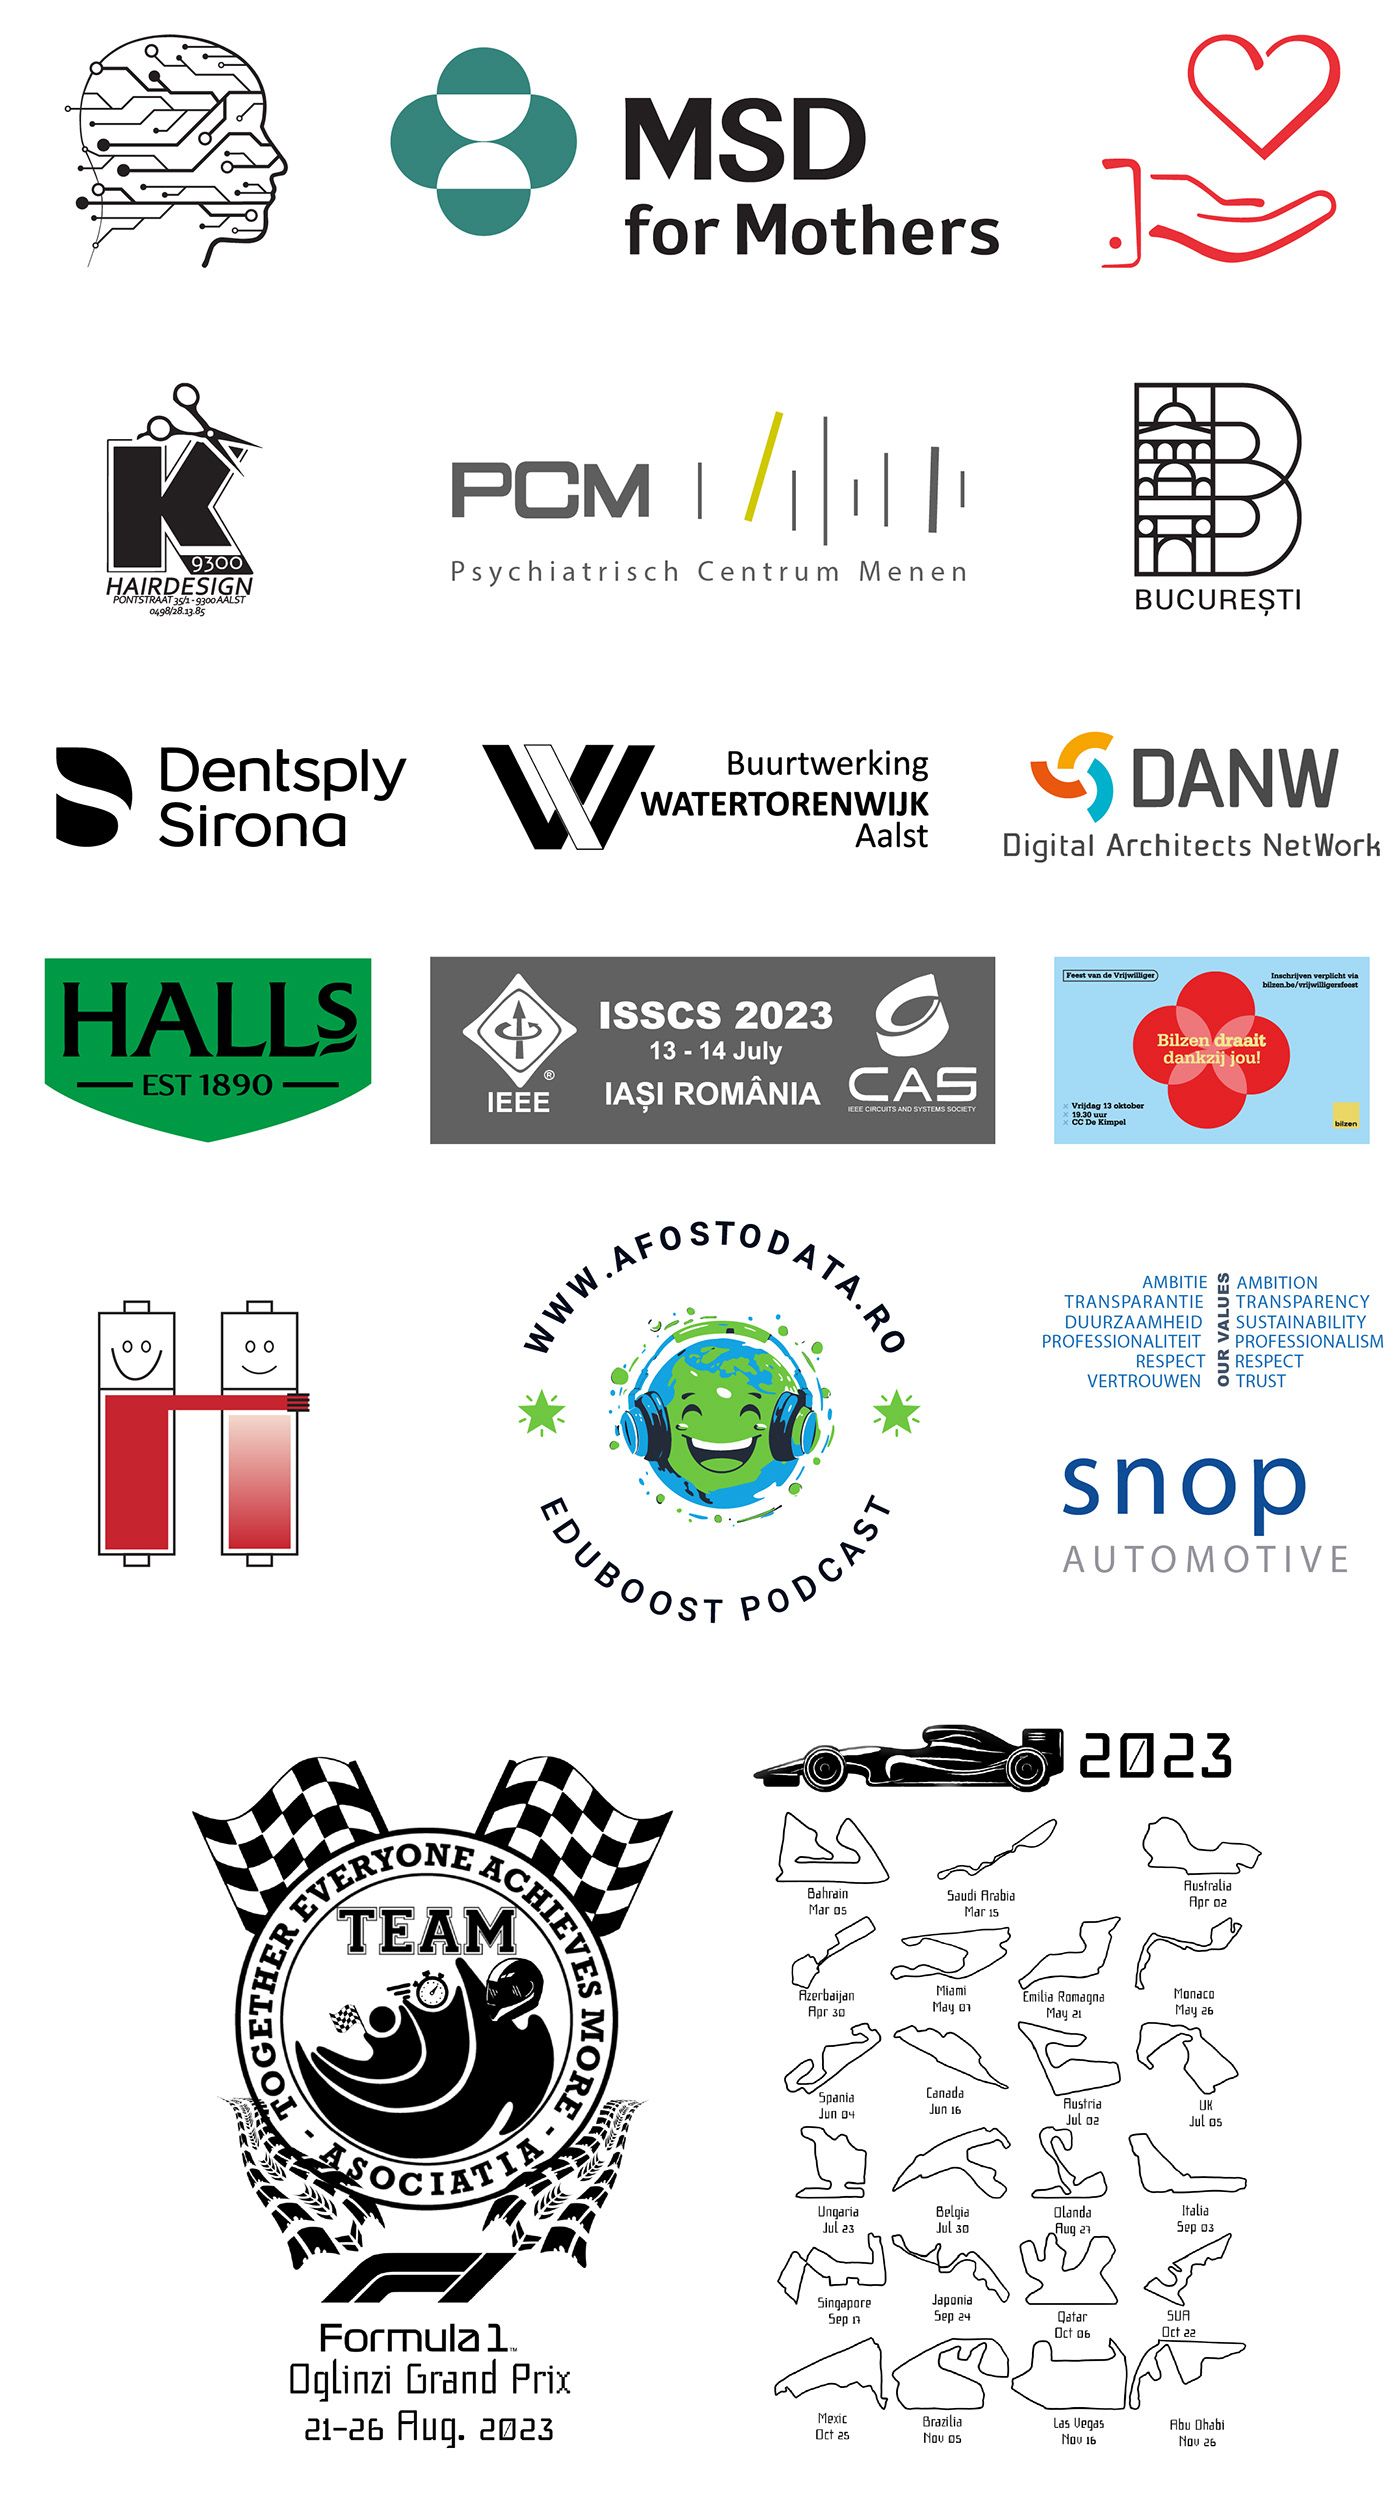 MSD
for Mothers
9300
HAIRDESIGN
PONTSTRAAT 35/1 - 9300 AALST
0498/28.13.85
PCM
Psychiatrisch Centrum Menen
BUCUREȘTI
Dentsply
Sirona
Buurtwerking
WATERTORENWIJK
Aalst
DANW
Digital Architects NetWork
HALLS
EST 1890
IEEE
®
ISSCS 2023
13 - 14 July
IAȘI ROMÂNIA
CAS
IEEE CIRCUITS AND SYSTEMS SOCIETY
Feest van de Vrijwilliger
Inschrijven verplicht via
bilzen.be/vrijwilligersfeest
Bilzen draait
dankzij jou!
Vrijdag 13 oktober
19.30 uur
CC De Kimpel
bilzen
WWW.AFOSTODATA.RO
EDUBOOST PODCAST
AMBITIE
TRANSPARANTIE
DUURZAAMHEID
PROFESSIONALITEIT
RESPECT
VERTROUWEN
OUR VALUES
AMBITION
TRANSPARENCY
SUSTAINABILITY
PROFESSIONALISM
RESPECT
TRUST
snop
AUTOMOTIVE
TOGETHER EVERYONE ACHIEVES MORE
TEAM
- ASOCIATIA -
Formula 1™
Oglinzi Grand Prix
21-26 Aug. 2023
2023
Bahrain
Mar 05
Saudi Arabia
Mar 15
Australia
Apr 02
Azerbaijan
Apr 30
Miami
May 07
Emilia Romagna
May 21
Monaco
May 26
Spania
Jun 04
Canada
Jun 16
Austria
Jul 02
UK
Jul 05
Ungaria
Jul 23
Belgia
Jul 30
Olanda
Aug 27
Italia
Sep 03
Singapore
Sep 17
Japonia
Sep 24
Qatar
Oct 06
SUA
Oct 22
Mexic
Oct 25
Brazilia
Nov 05
Las Vegas
Nov 16
Abu Dhabi
Nov 26